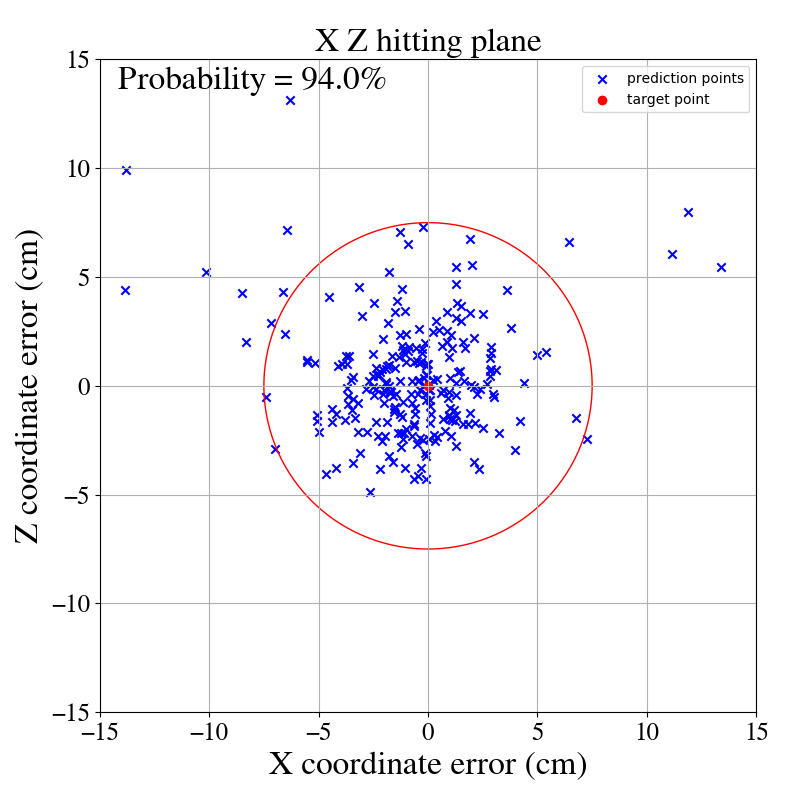 X Z hitting plane
Probability = 94.0%
prediction points
target point
Z coordinate error (cm)
15
10
5
0
−5
−10
−15
−15
−10
−5
0
5
10
15
X coordinate error (cm)